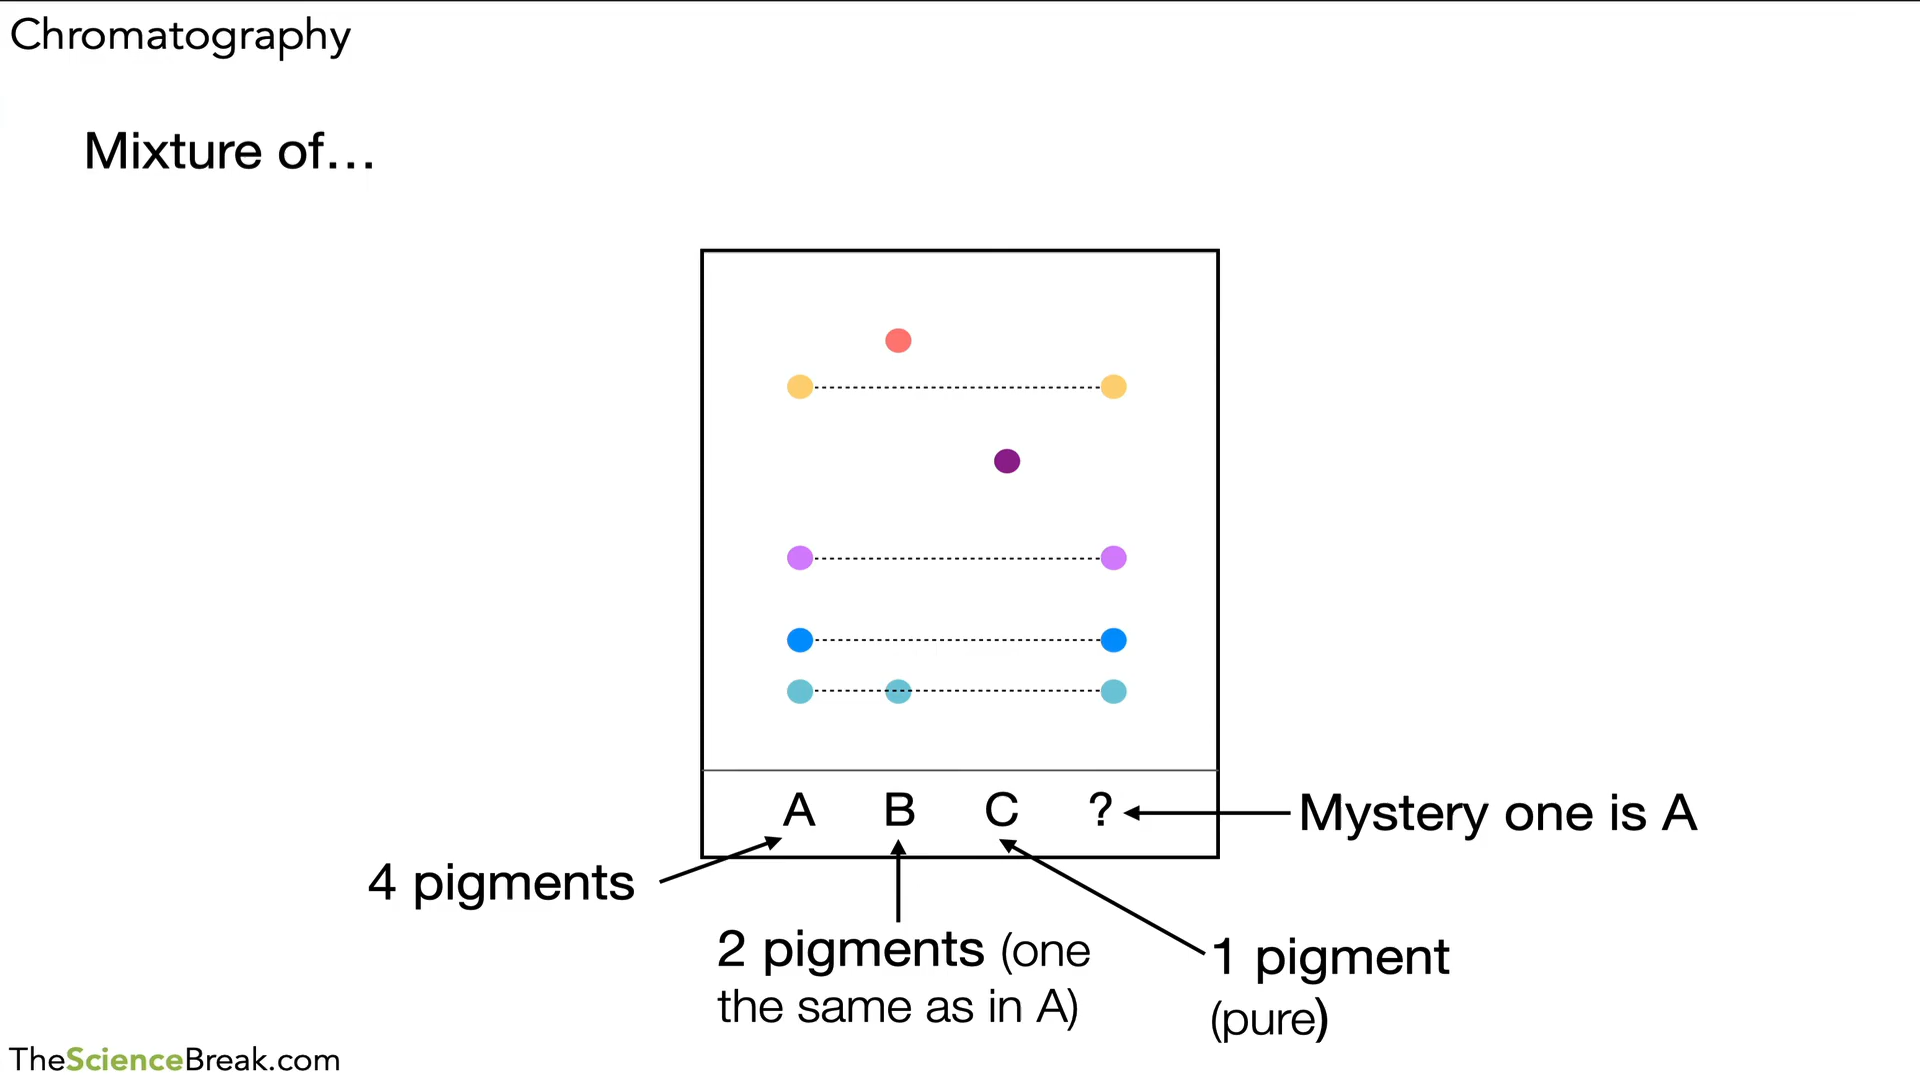 Chromatography
Mixture of…
A B C ?
Mystery one is A
4 pigments
2 pigments (one
the same as in A)
1 pigment
(pure)
TheScienceBreak.com